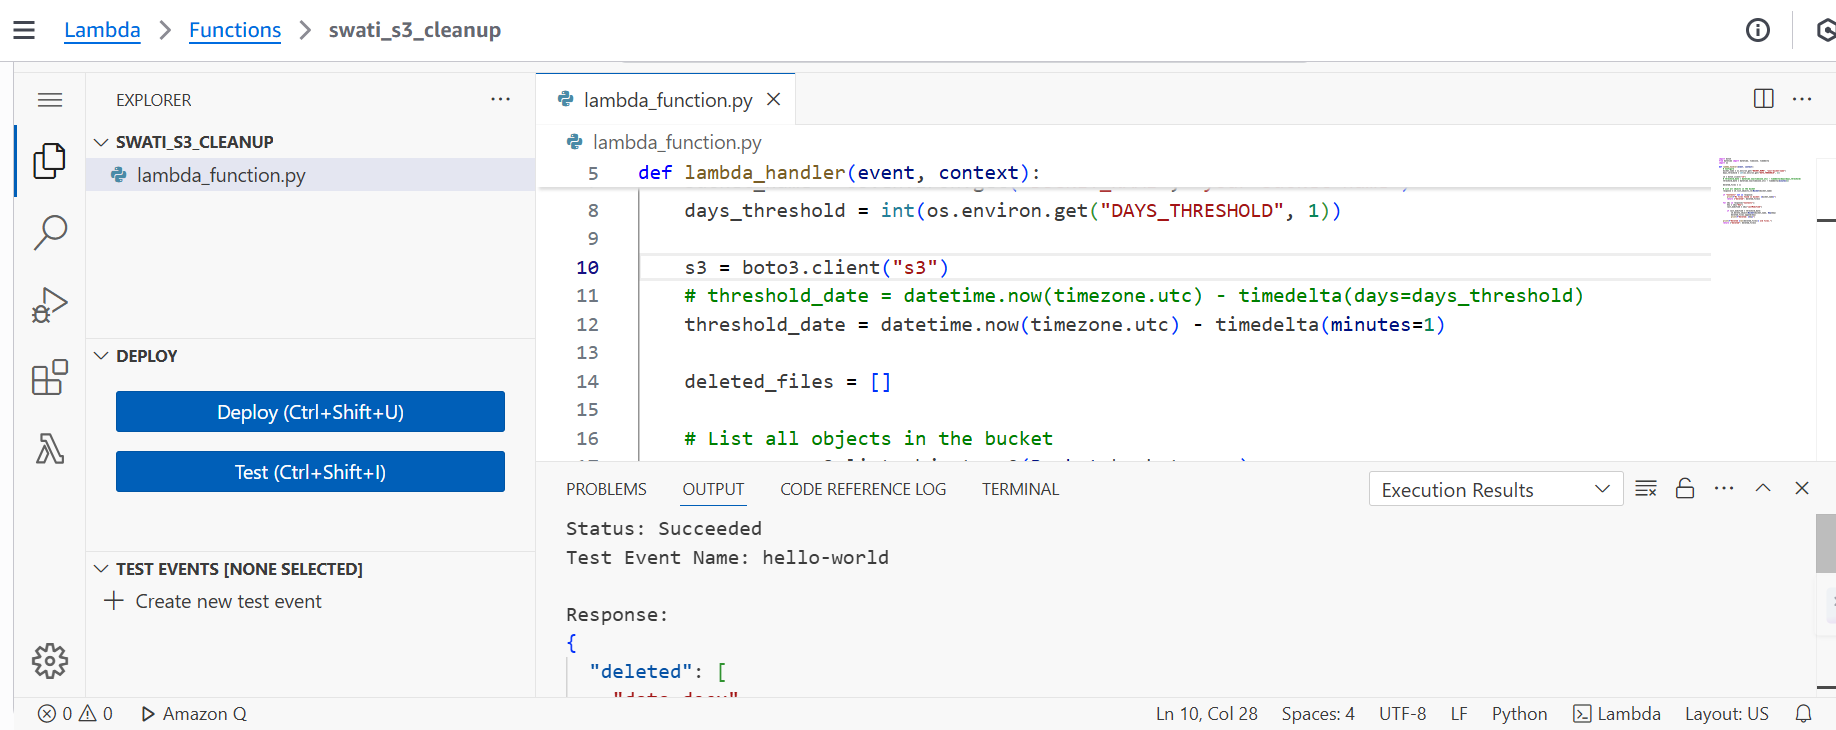 Lambda > Functions > swati_s3_cleanup
EXPLORER
SWATI_S3_CLEANUP
lambda_function.py
DEPLOY
Deploy (Ctrl+Shift+U)
Test (Ctrl+Shift+I)
TEST EVENTS [NONE SELECTED]
Create new test event
lambda_function.py
lambda_function.py
5 def lambda_handler(event, context):
8 days_threshold = int(os.environ.get("DAYS_THRESHOLD", 1))
9
10 s3 = boto3.client("s3")
11 # threshold_date = datetime.now(timezone.utc) - timedelta(days=days_threshold)
12 threshold_date = datetime.now(timezone.utc) - timedelta(minutes=1)
13
14 deleted_files = []
15
16 # List all objects in the bucket
PROBLEMS OUTPUT CODE REFERENCE LOG TERMINAL
Execution Results
Status: Succeeded
Test Event Name: hello-world
Response:
{
"deleted": [
0 0 Amazon Q
Ln 10, Col 28 Spaces: 4 UTF-8 LF Python Lambda Layout: US